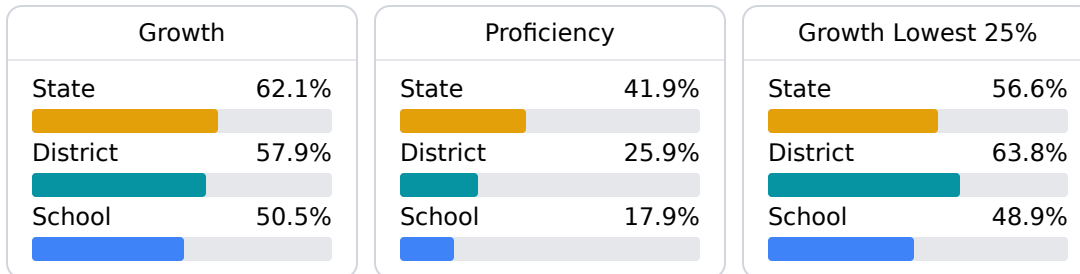 Growth
State 62.1%
District 57.9%
School 50.5%
Proficiency
State 41.9%
District 25.9%
School 17.9%
Growth Lowest 25%
State 56.6%
District 63.8%
School 48.9%